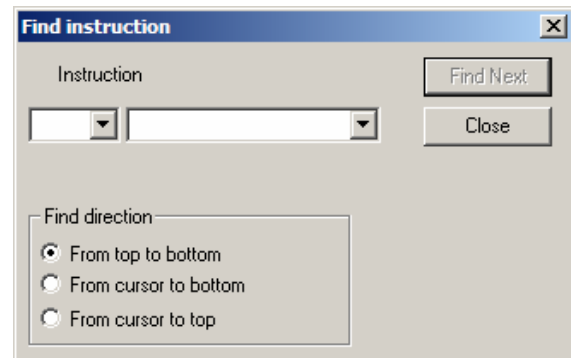 Find instruction
Instruction
Find Next
Close
Find direction
From top to bottom
From cursor to bottom
From cursor to top